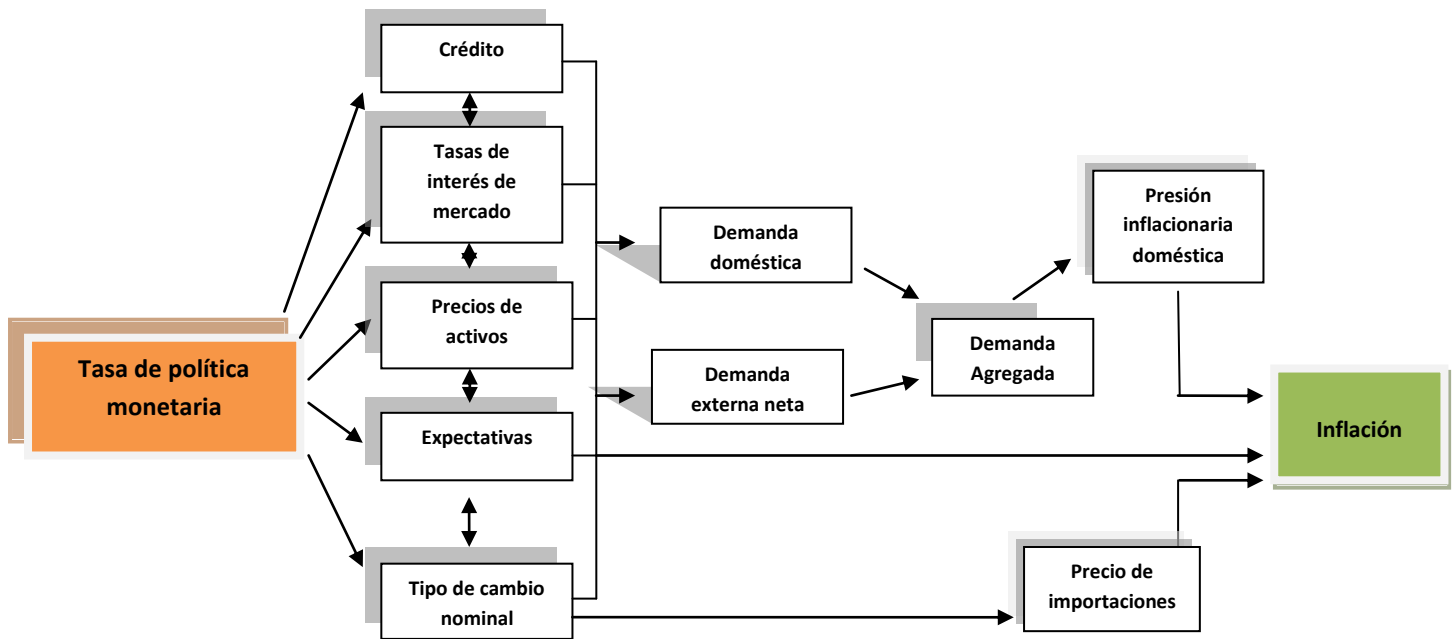 Crédito
Tasas de
interés de
mercado
Precios de
activos
Expectativas
Tipo de cambio
nominal
Tasa de política
monetaria
Demanda
doméstica
Demanda
externa neta
Demanda
Agregada
Presión
inflacionaria
doméstica
Precio de
importaciones
Inflación